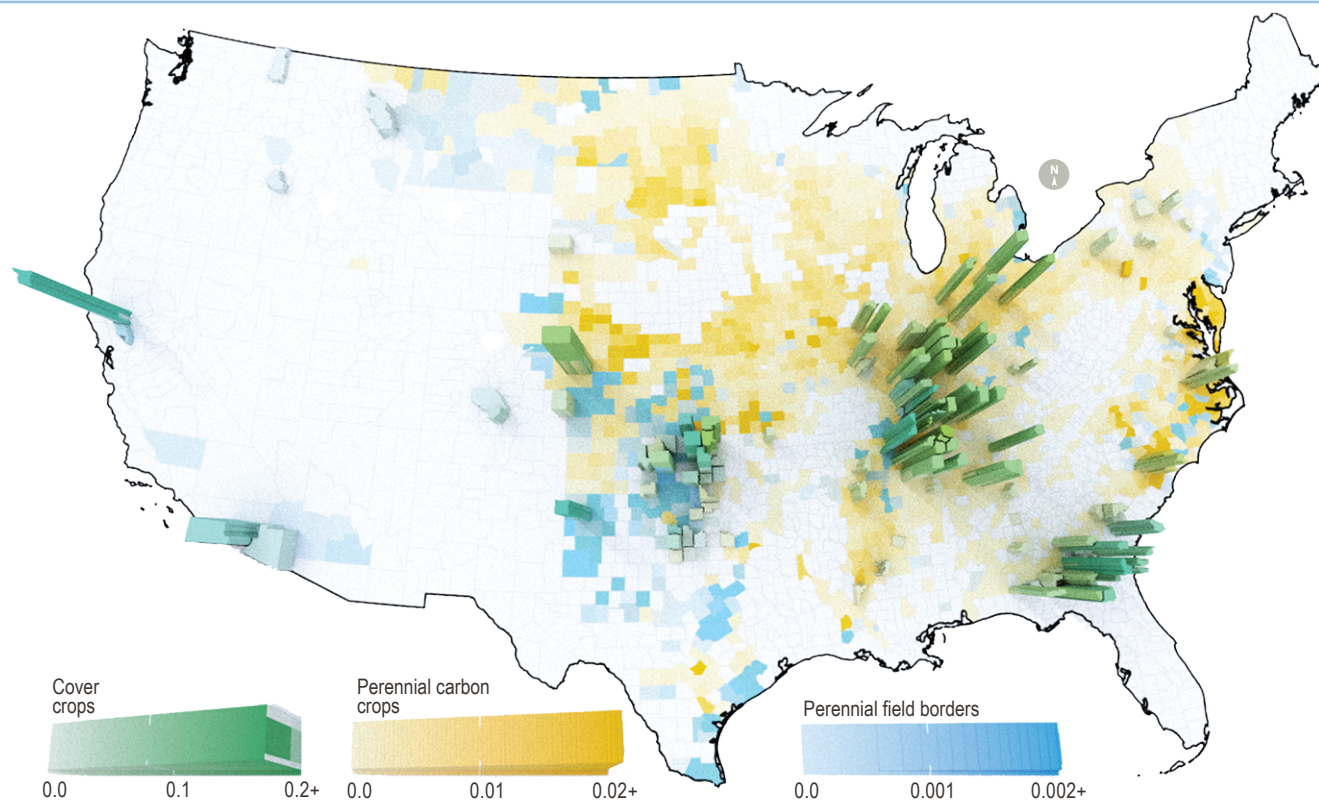 N
Cover
crops
0.0 0.1 0.2+
Perennial carbon
crops
0.0 0.01 0.02+
Perennial field borders
0.0 0.001 0.002+